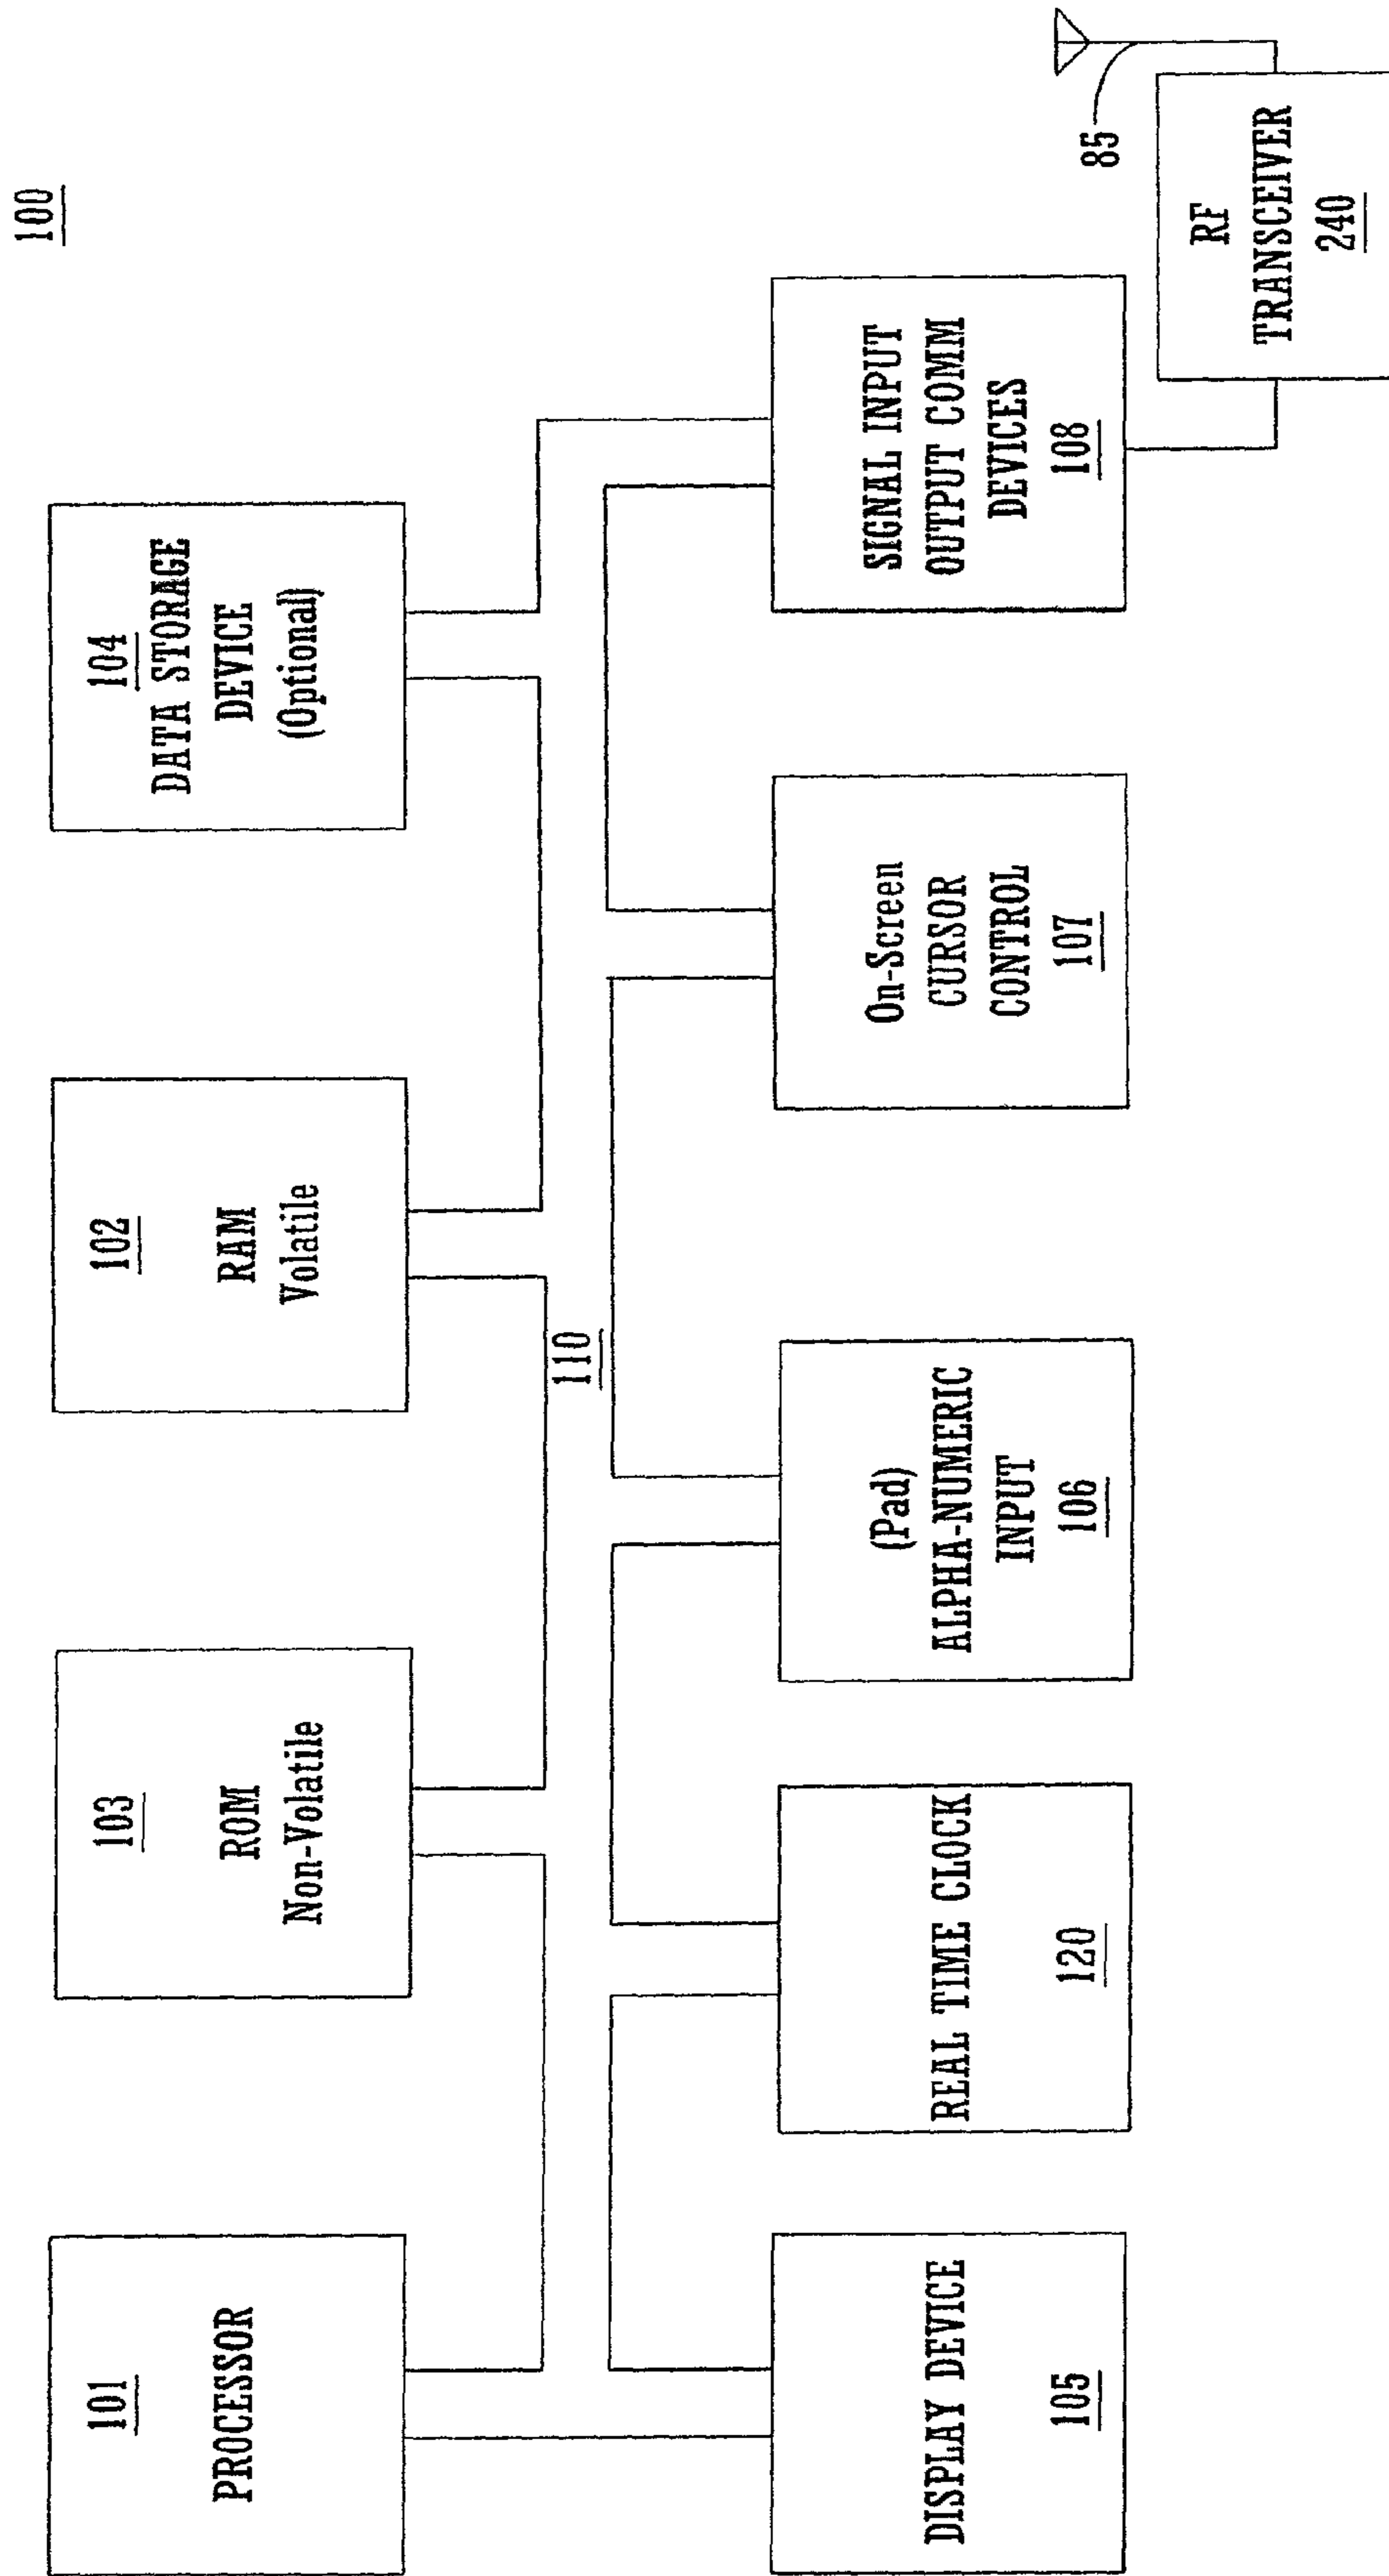 100
101
PROCESSOR
103
ROM
Non-Volatile
102
RAM
Volatile
104
DATA STORAGE
DEVICE
(Optional)
110
DISPLAY DEVICE
105
REAL TIME CLOCK
120
(Pad)
ALPHA-NUMERIC
INPUT
106
On-Screen
CURSOR
CONTROL
107
SIGNAL INPUT
OUTPUT COMM
DEVICES
108
85
RF
TRANSCEIVER
240